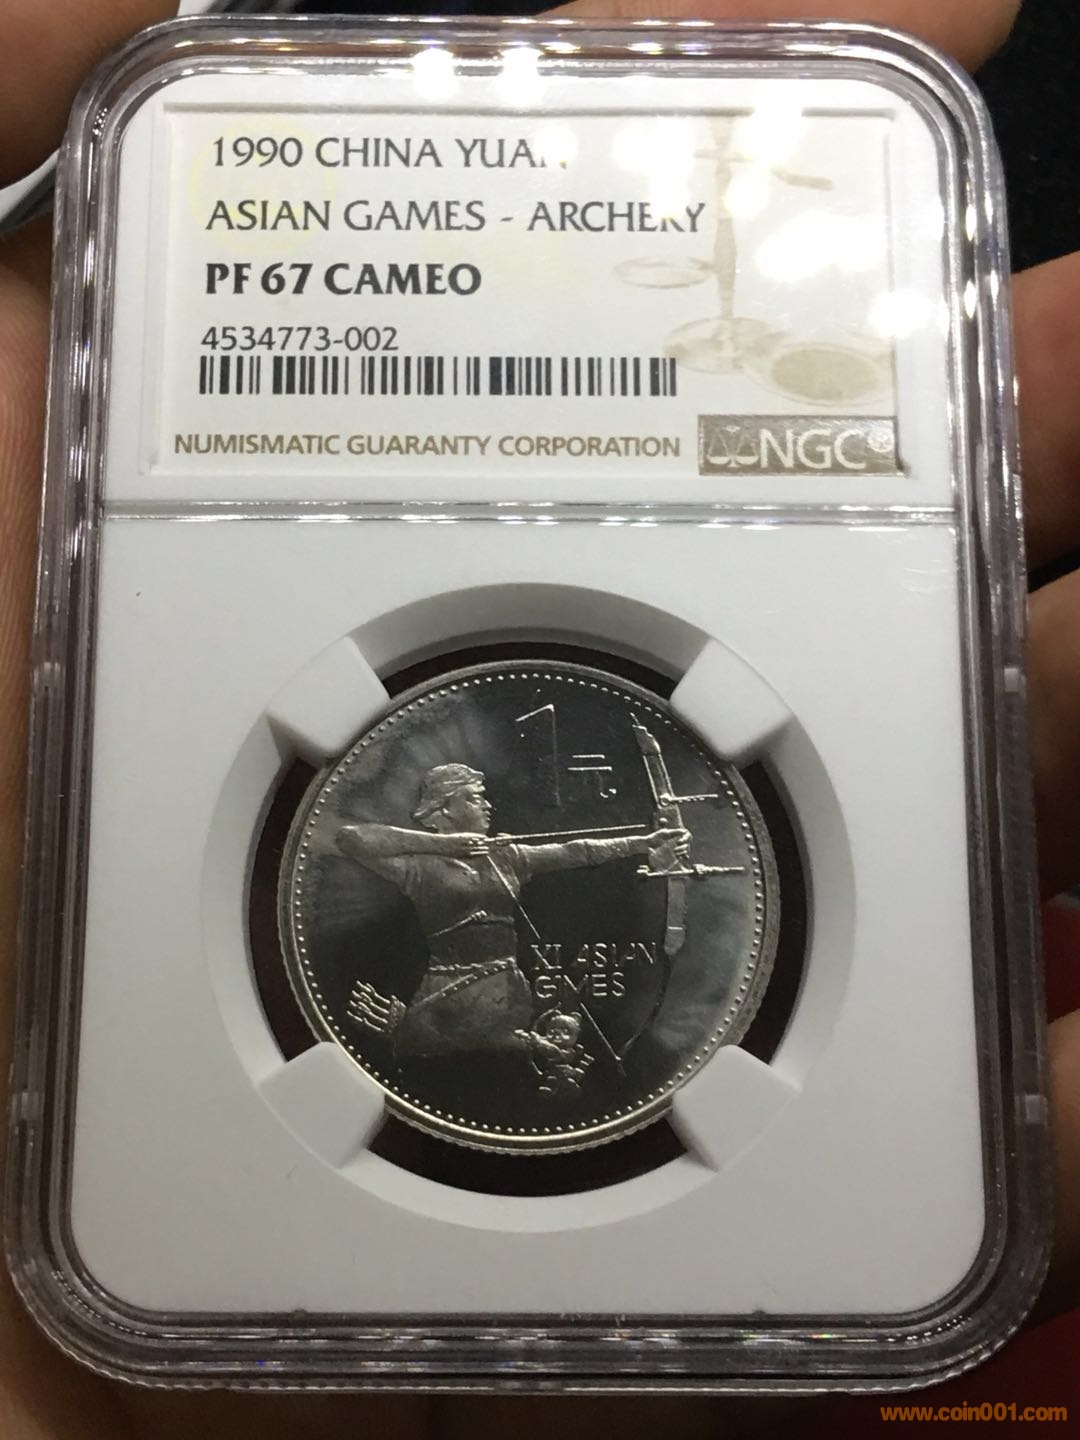 1990 CHINA YUAN
ASIAN GAMES - ARCHERY
PF 67 CAMEO
4534773-002
NUMISMATIC GUARANTY CORPORATION
NGC®
1元
XI ASIAN
GAMES
www.coin001.com